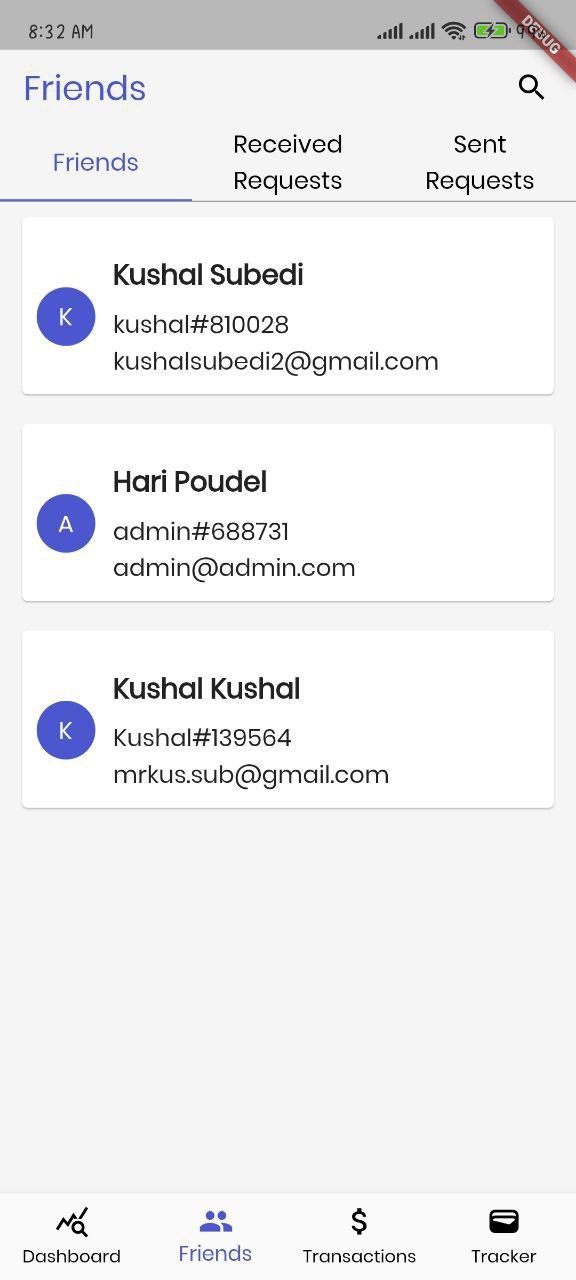 8:32 AM
DEBUG
Friends
Friends
Received
Requests
Sent
Requests
K
Kushal Subedi
kushal#810028
kushalsubedi2@gmail.com
A
Hari Poudel
admin#688731
admin@admin.com
K
Kushal Kushal
Kushal#139564
mrkus.sub@gmail.com
Dashboard
Friends
$
Transactions
Tracker